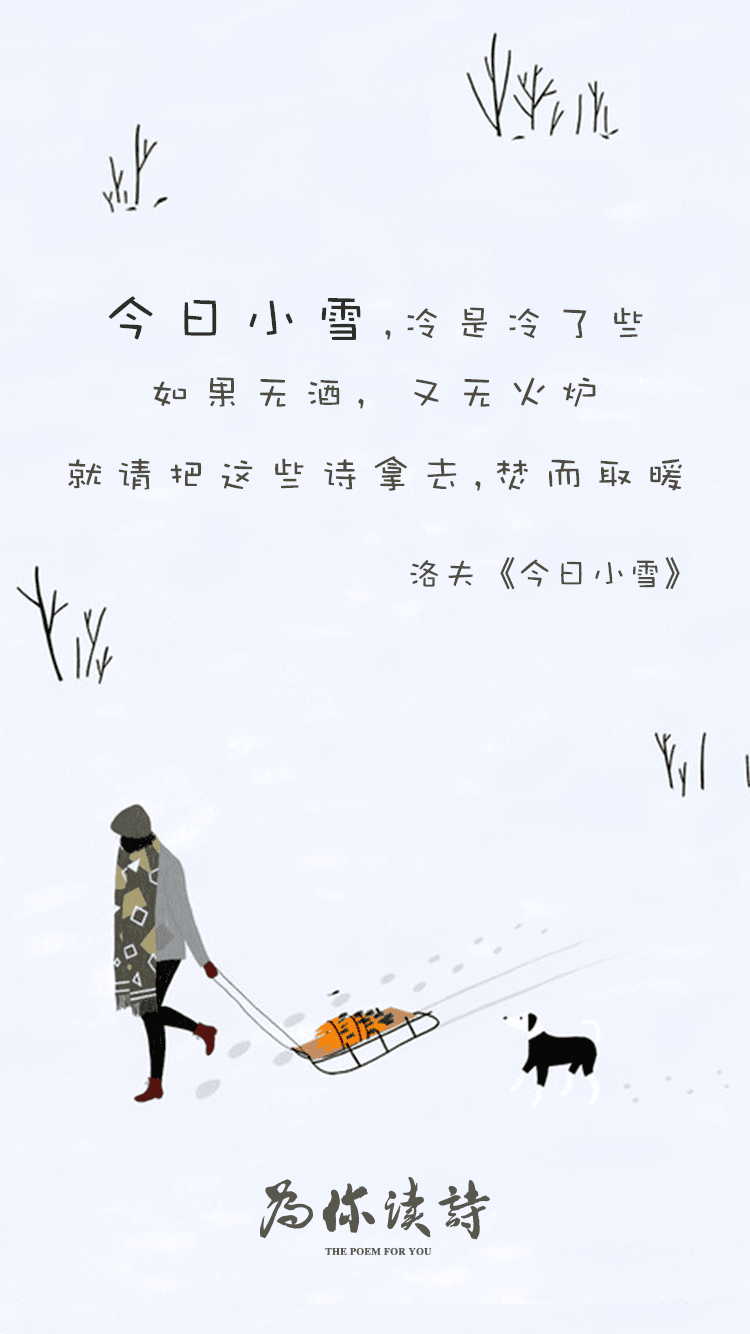 今日小雪,冷是冷了些
如果无酒, 又无火炉
就请把这些诗拿去,焚而取暖
洛夫《今日小雪》
為你读詩
THE POEM FOR YOU